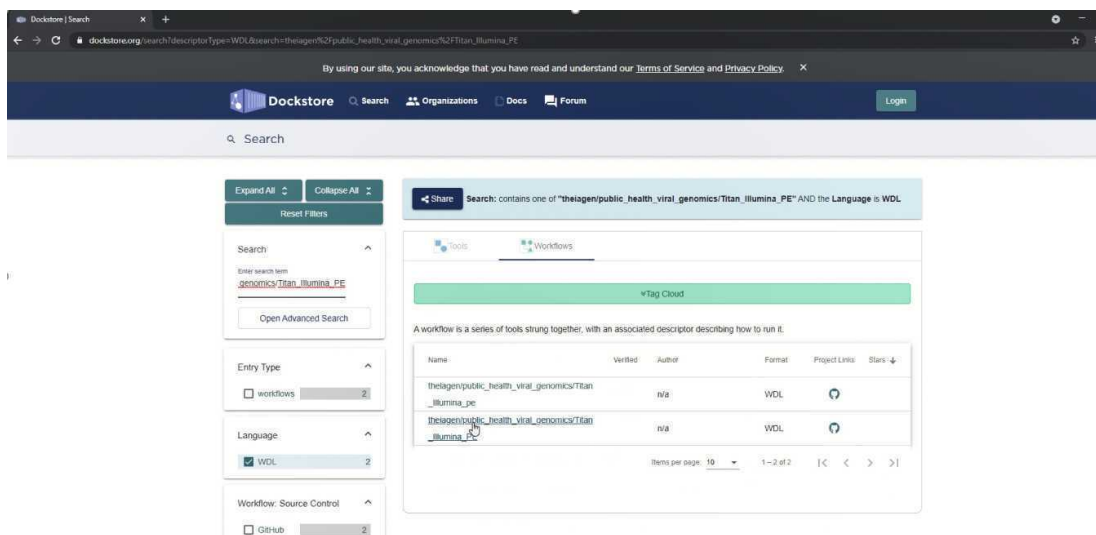 Dockstore | Search
dockstore.org/search?descriptorType=WDL&search=theiagen%2Fpublic_health_viral_genomics%2FTitan_Illumina_PE
By using our site, you acknowledge that you have read and understand our Terms of Service and Privacy Policy.
Dockstore Search Organizations Docs Forum Login
Search
Expand All Collapse All
Reset Filters
Share Search: contains one of "theiagen/public_health_viral_genomics/Titan_Illumina_PE" AND the Language is WDL
Search
Enter search term
_genomics/Titan_Illumina_PE
Open Advanced Search
Tools Workflows
Tag Cloud
A workflow is a series of tools strung together, with an associated descriptor describing how to run it.
Name Verified Author Format Project Links Stars
theiagen/public_health_viral_genomics/Titan
_Illumina_pe
n/a WDL
theiagen/public_health_viral_genomics/Titan
_Illumina_PE
n/a WDL
Items per page: 10 1 – 2 of 2
Entry Type
workflows 2
Language
WDL 2
Workflow: Source Control
GitHub 2